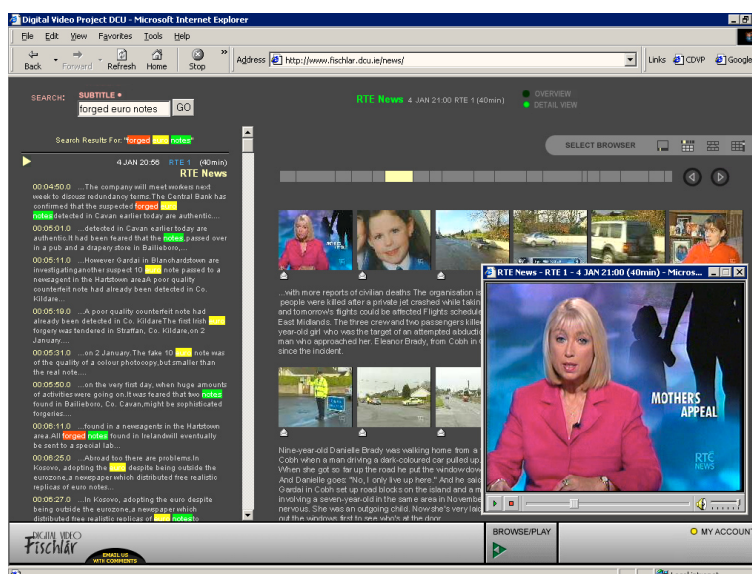 Digital Video Project DCU - Microsoft Internet Explorer
File Edit View Favorites Tools Help
Back Forward Refresh Home Stop Address http://www.fischlar.dcu.ie/news/ Links CDVP Google
SEARCH: SUBTITLE
forged euro notes GO
RTE News 4 JAN 21:00 RTE 1 (40min)
OVERVIEW
DETAIL VIEW
Search Results For: "forged euro notes"
SELECT BROWSER
4 JAN 20:56 RTE 1 (40min)
RTE News
00:04:50.0 ...The company will meet workers next
week to discuss redundancy terms.The Central Bank has
confirmed that the suspected forged euro
notes detected in Cavan earlier today are authentic....
00:05:01.0 ...detected in Cavan earlier today are
authentic.It had been feared that the notes,passed over
in a pub and a drapery store in Bailieboro,...
00:05:11.0 ...However Gardai in Blanchardstown are
investigatinganother suspect 10 euro note passed to a
newsagent in the Hartstown areaA poor quality
counterfeit note had already been detected in Co.
Kildare...
00:05:19.0 ...A poor quality counterfeit note had
already been detected in Co. KildareThe first Irish euro
forgery was tendered in Straffan, Co. Kildare,on 2
January....
00:05:31.0 ...on 2 January.The fake 10 euro note was
of the quality of a colour photocopy,but smaller than
the real note....
00:05:50.0 ...on the very first day, when huge amounts
of activities were going on.It was feared that two notes
found in Bailieboro, Co. Cavan,might be sophisticated
forgeries....
00:06:11.0 ...found in a newsagents in the Hartstown
area.All forged notes found in Irelandwill eventually
be sent to a special lab...
00:06:25.0 ...Abroad too there are problems.In
Kosovo, adopting the euro despite being outside the
eurozone,a newspaper which distributed free realistic
replicas of euro notes...
00:06:27.0 ...In Kosovo, adopting the euro despite
being outside the eurozone,a newspaper which
distributed free realistic replicas of euro notes to
...with more reports of civilian deaths The organisation is
people were killed after a private jet crashed while takin
and tomorrow's flights could be affected Flights schedule
East Midlands. The three crew and two passengers kille
year-old girl who was the target of an attempted abducti
man who approached her. Eleanor Brady, from Cobh in C
since the incident.
Nine-year-old Danielle Brady was walking home from a
Cobh when a man driving a dark-coloured car pulled up
When she got so far up the road he put the window dow
And Danielle goes: "No, I only live up here." And he said
Gardai in Cobh set up road blocks on the island and a m
involving a seven-year-old in the same area in Novembe
nervous. She was an outgoing child. Now she's very laid
out the windows first to see who's at the door
RTE News - RTE 1 - 4 JAN 21:00 (40min) - Micros...
MOTHERS
APPEAL
RTÉ
NEWS
DIGITAL VIDEO
Físchlár
EMAIL US
WITH COMMENTS
BROWSE/PLAY
MY ACCOUNT